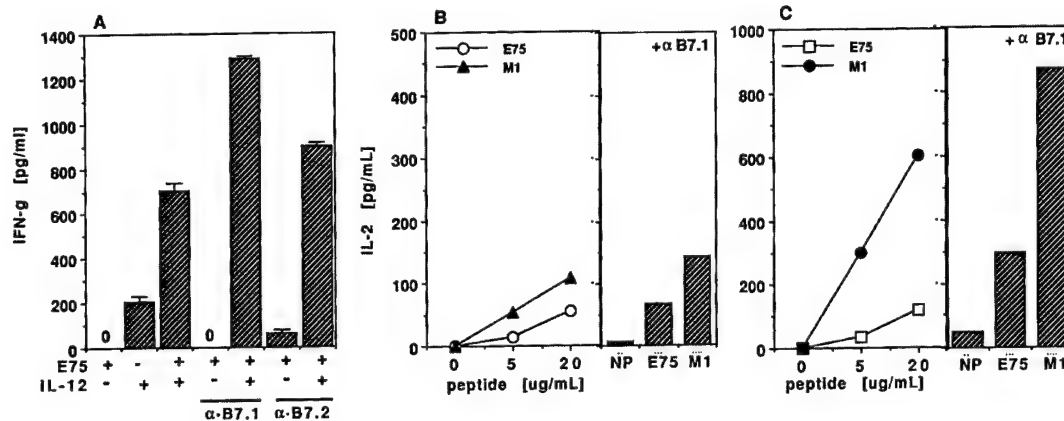 A
IFN-g [pg/ml]
1400
1200
1000
800
600
400
200
0
0
0
E75 + - + + + + +
IL-12 - + + - + - +
α·B7.1
α·B7.2
B
IL-2 [pg/mL]
500
400
300
200
100
0
E75
M1
+α B7.1
0 5 20
peptide [ug/mL]
NP E75 M1
C
1000
800
600
400
200
0
E75
M1
+α B7.1
0 5 20
peptide [ug/mL]
NP E75 M1